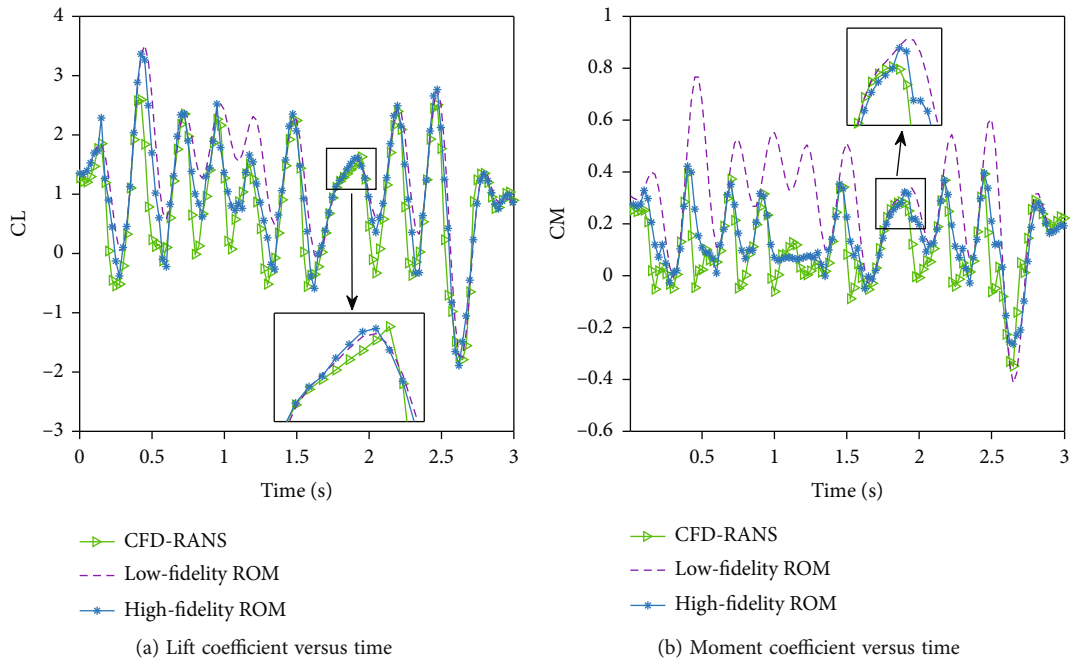 4
3
2
1
0
–1
–2
–3
CL
0
0.5
1
1.5
2
2.5
3
Time (s)
CFD-RANS
Low-fidelity ROM
High-fidelity ROM
(a) Lift coefficient versus time
1
0.8
0.6
0.4
0.2
0
–0.2
–0.4
–0.6
CM
0.5
1
1.5
2
2.5
3
Time (s)
CFD-RANS
Low-fidelity ROM
High-fidelity ROM
(b) Moment coefficient versus time